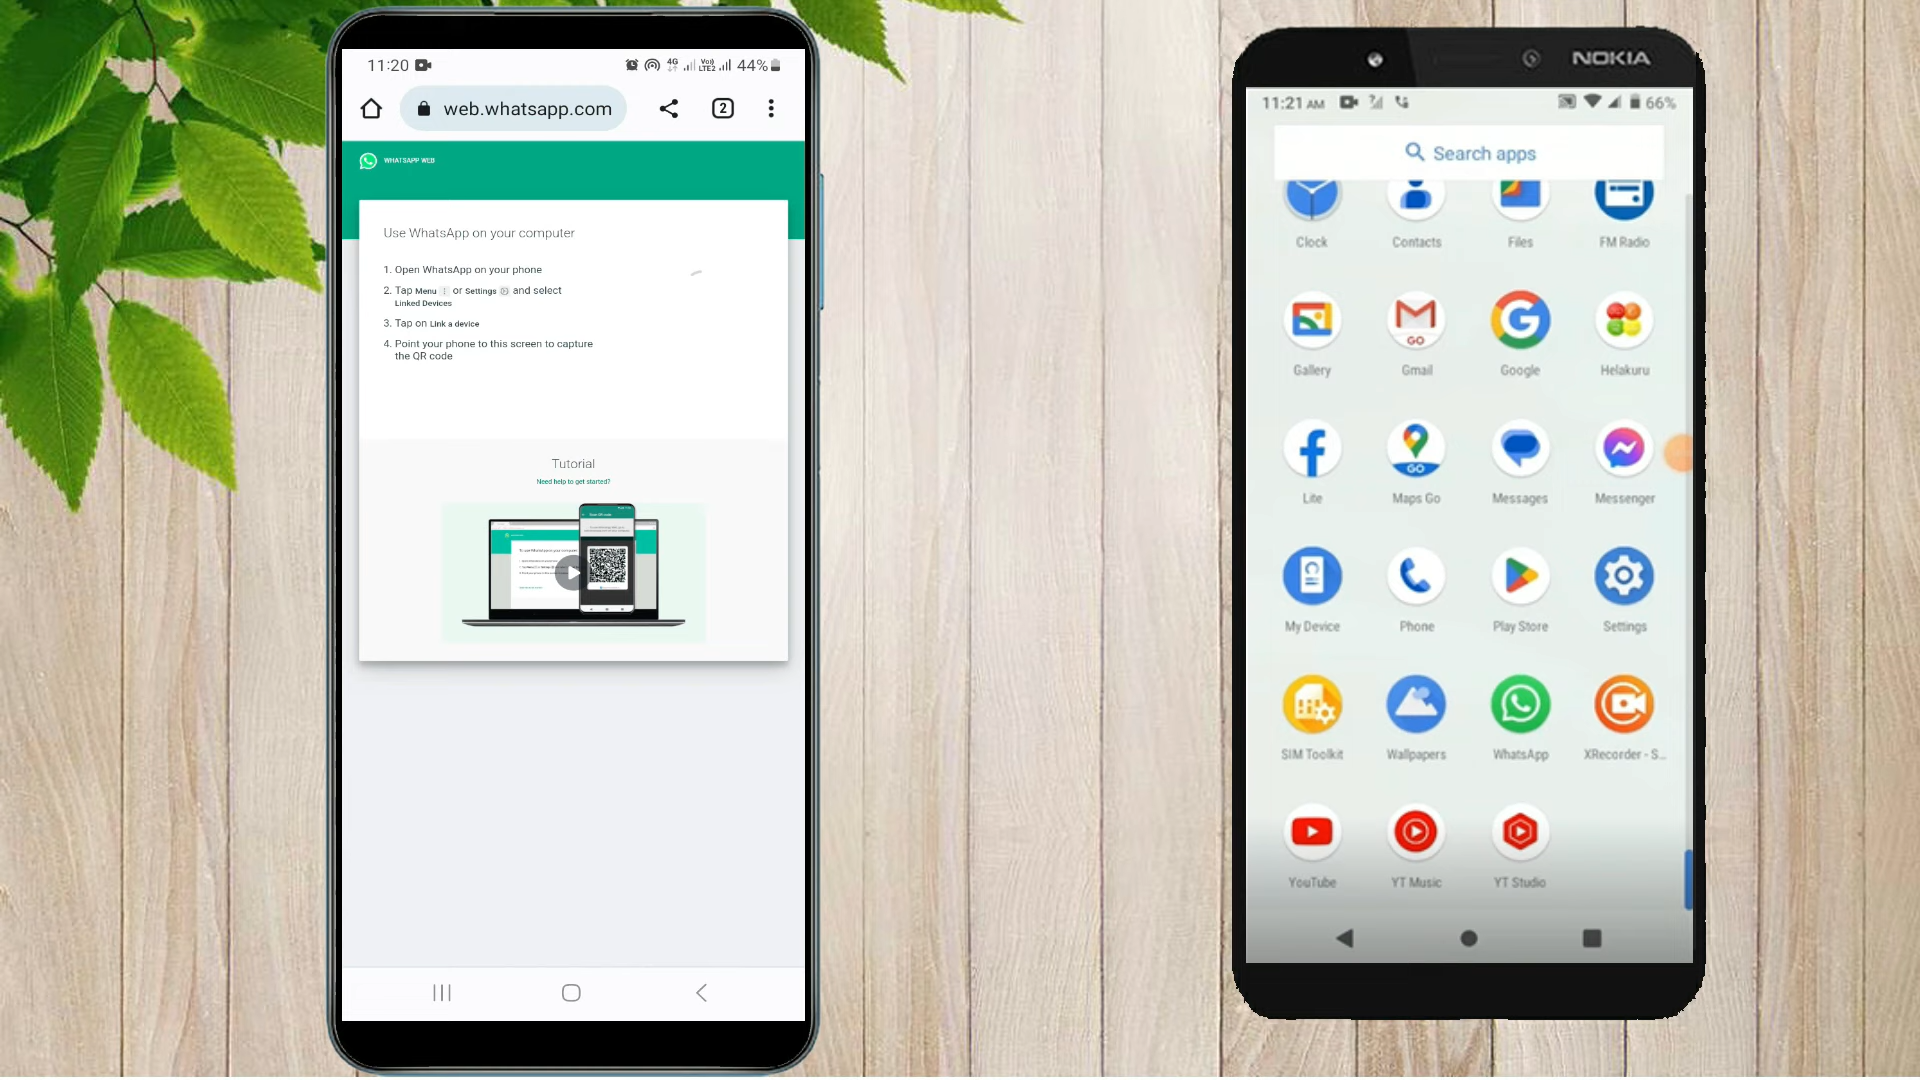 11:20
4G
Vo))
LTE2
44%
web.whatsapp.com
2
WHATSAPP WEB
Use WhatsApp on your computer
1. Open WhatsApp on your phone
2. Tap Menu or Settings and select
Linked Devices
3. Tap on Link a device
4. Point your phone to this screen to capture
the QR code
Tutorial
Need help to get started?
NOKIA
11:21 AM
66%
Search apps
Clock
Contacts
Files
FM Radio
GO
Gallery
Gmail
Google
Helakuru
GO
Lite
Maps Go
Messages
Messenger
My Device
Phone
Play Store
Settings
SIM Toolkit
Wallpapers
WhatsApp
XRecorder - S...
YouTube
YT Music
YT Studio